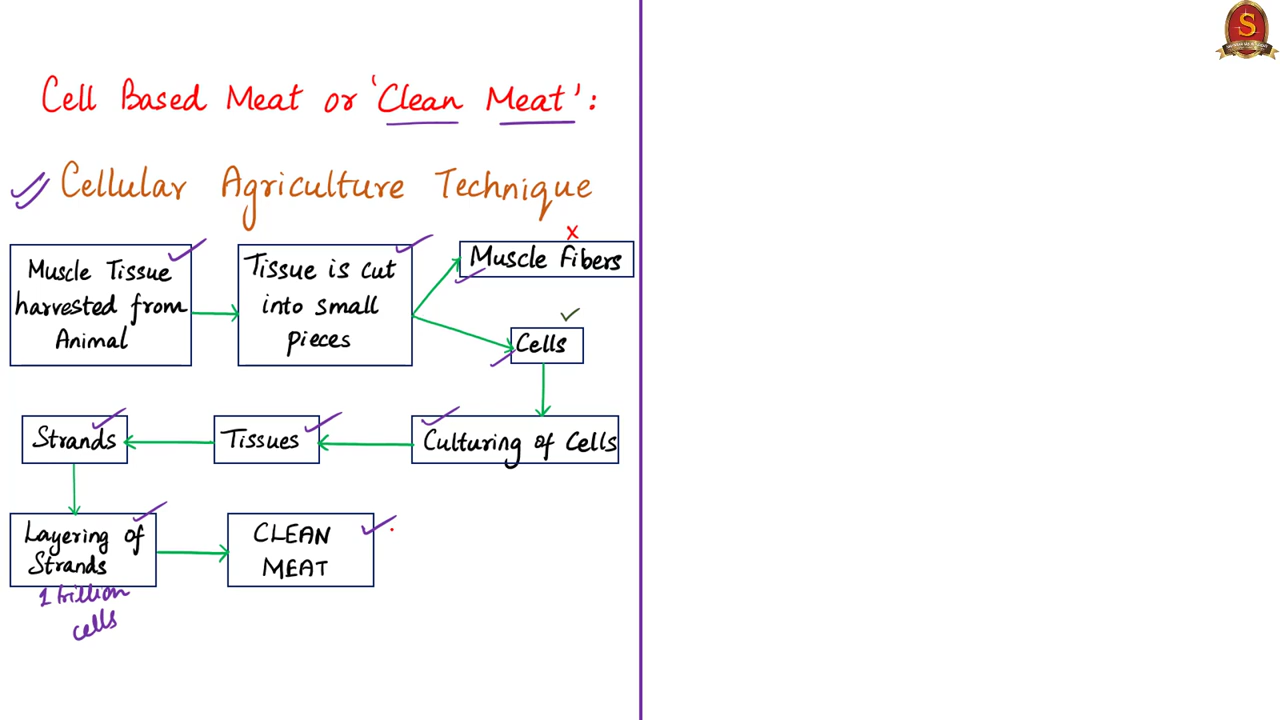 Cell Based Meat or 'Clean Meat':
Cellular Agriculture Technique
Muscle Tissue
harvested from
Animal
Tissue is cut
into small
pieces
x
Muscle Fibers
Cells
Culturing of Cells
Tissues
Strands
Layering of
Strands
1 trillion
cells
CLEAN
MEAT
S